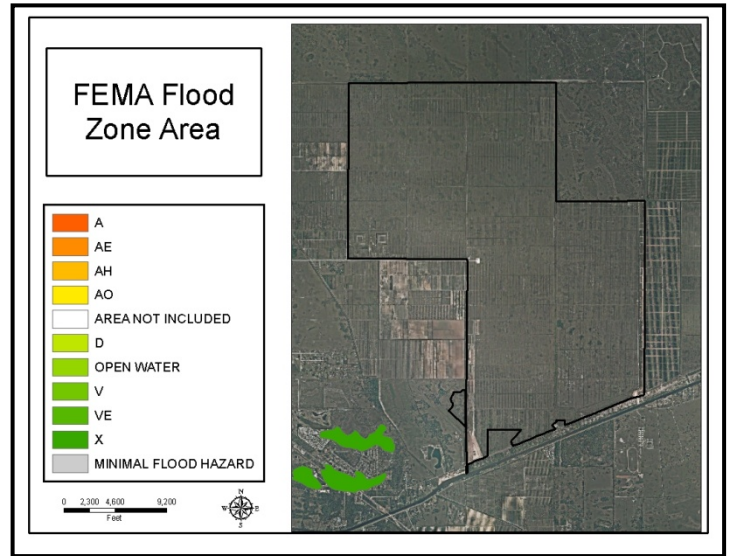 FEMA Flood
Zone Area
A
AE
AH
AO
AREA NOT INCLUDED
D
OPEN WATER
V
VE
X
MINIMAL FLOOD HAZARD
0 2,300 4,600 9,200
Feet
N
W E
S